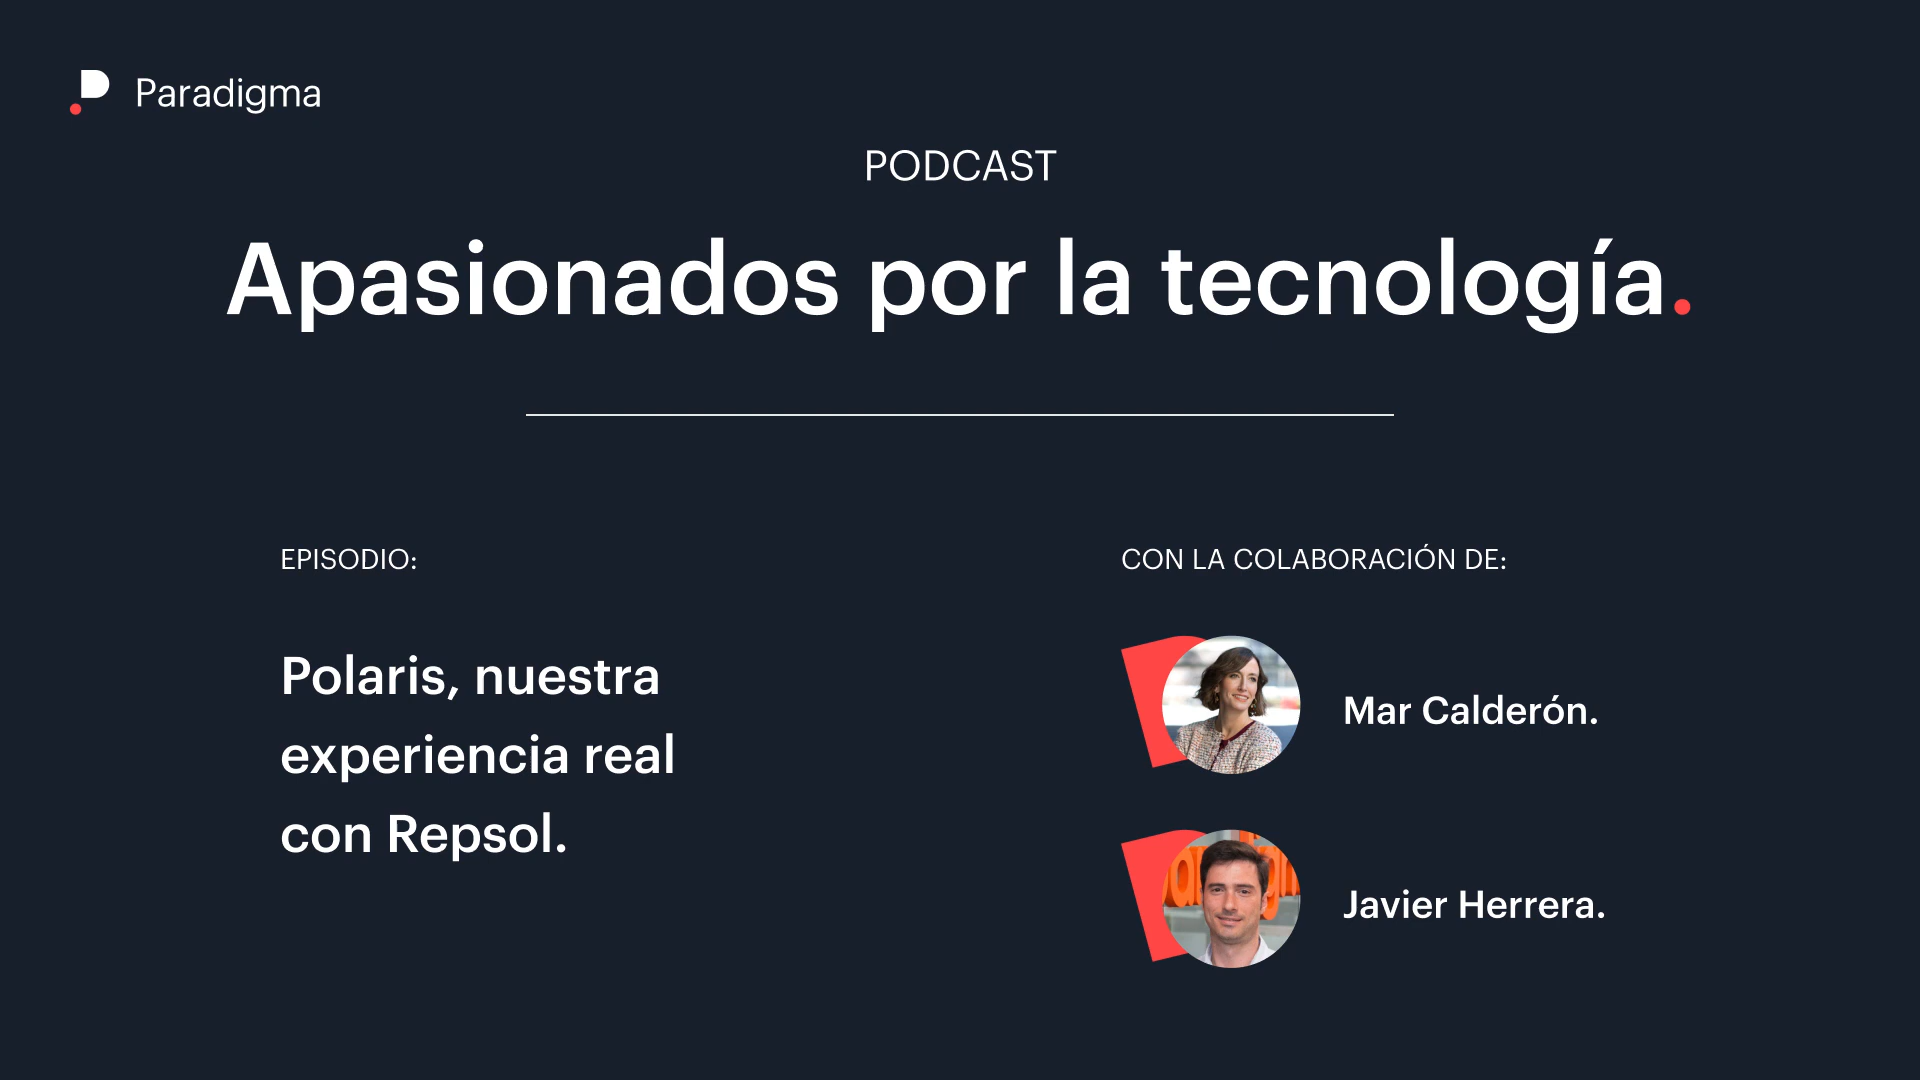 Paradigma
PODCAST
Apasionados por la tecnología.
EPISODIO:
Polaris, nuestra
experiencia real
con Repsol.
CON LA COLABORACIÓN DE:
Mar Calderón.
Javier Herrera.